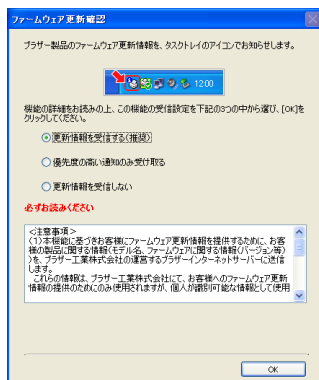 ファームウェア更新確認
ブラザー製品のファームウェア更新情報を、タスクトレイのアイコンでお知らせします。
12:00
機能の詳細をお読みの上、この機能の受信設定を下記の3つの中から選び、[OK]を
クリックしてください。
更新情報を受信する(推奨)
優先度の高い通知のみ受け取る
更新情報を受信しない
必ずお読みください
<注意事項>
(1)本機能に基づきお客様にファームウェア更新情報を提供するために、お客
様の製品に関する情報(モデル名、ファームウェアに関する情報(バージョン等)
)を、ブラザー工業株式会社の運営するブラザーインターネットサーバーに送信
します。
これらの情報は、ブラザー工業株式会社にて、お客様へのファームウェア更新
情報の提供のためにのみ使用されますが、個人が識別可能な情報として使用
OK